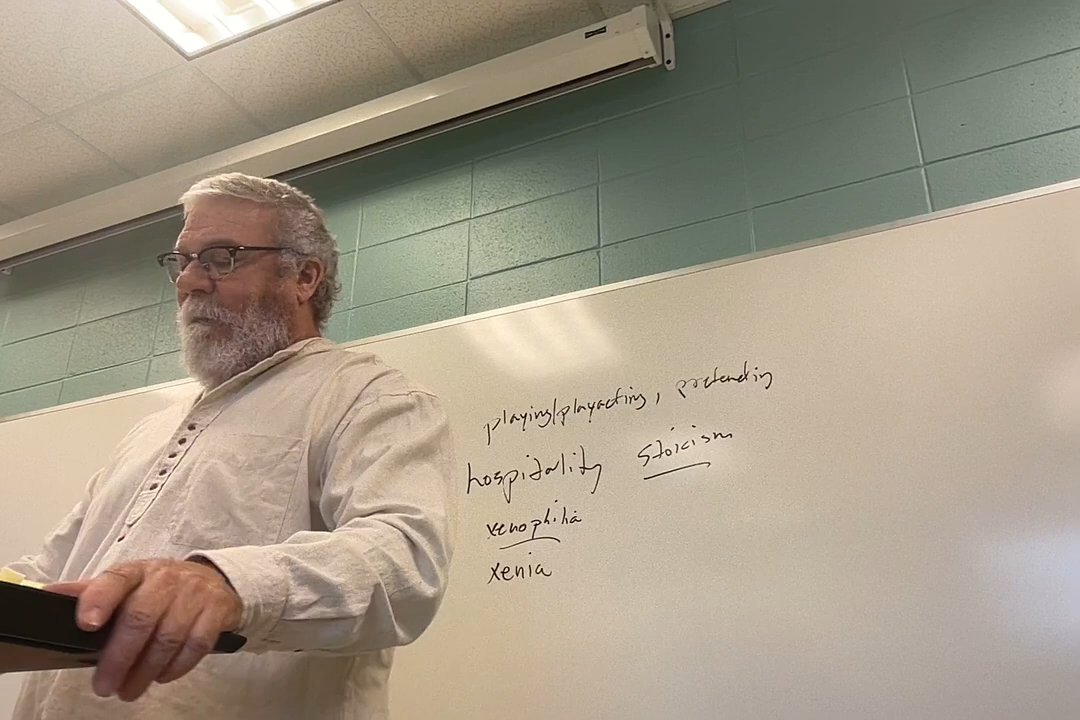 playing/playacting, pretending
hospitality stoicism
xenophilia
xenia